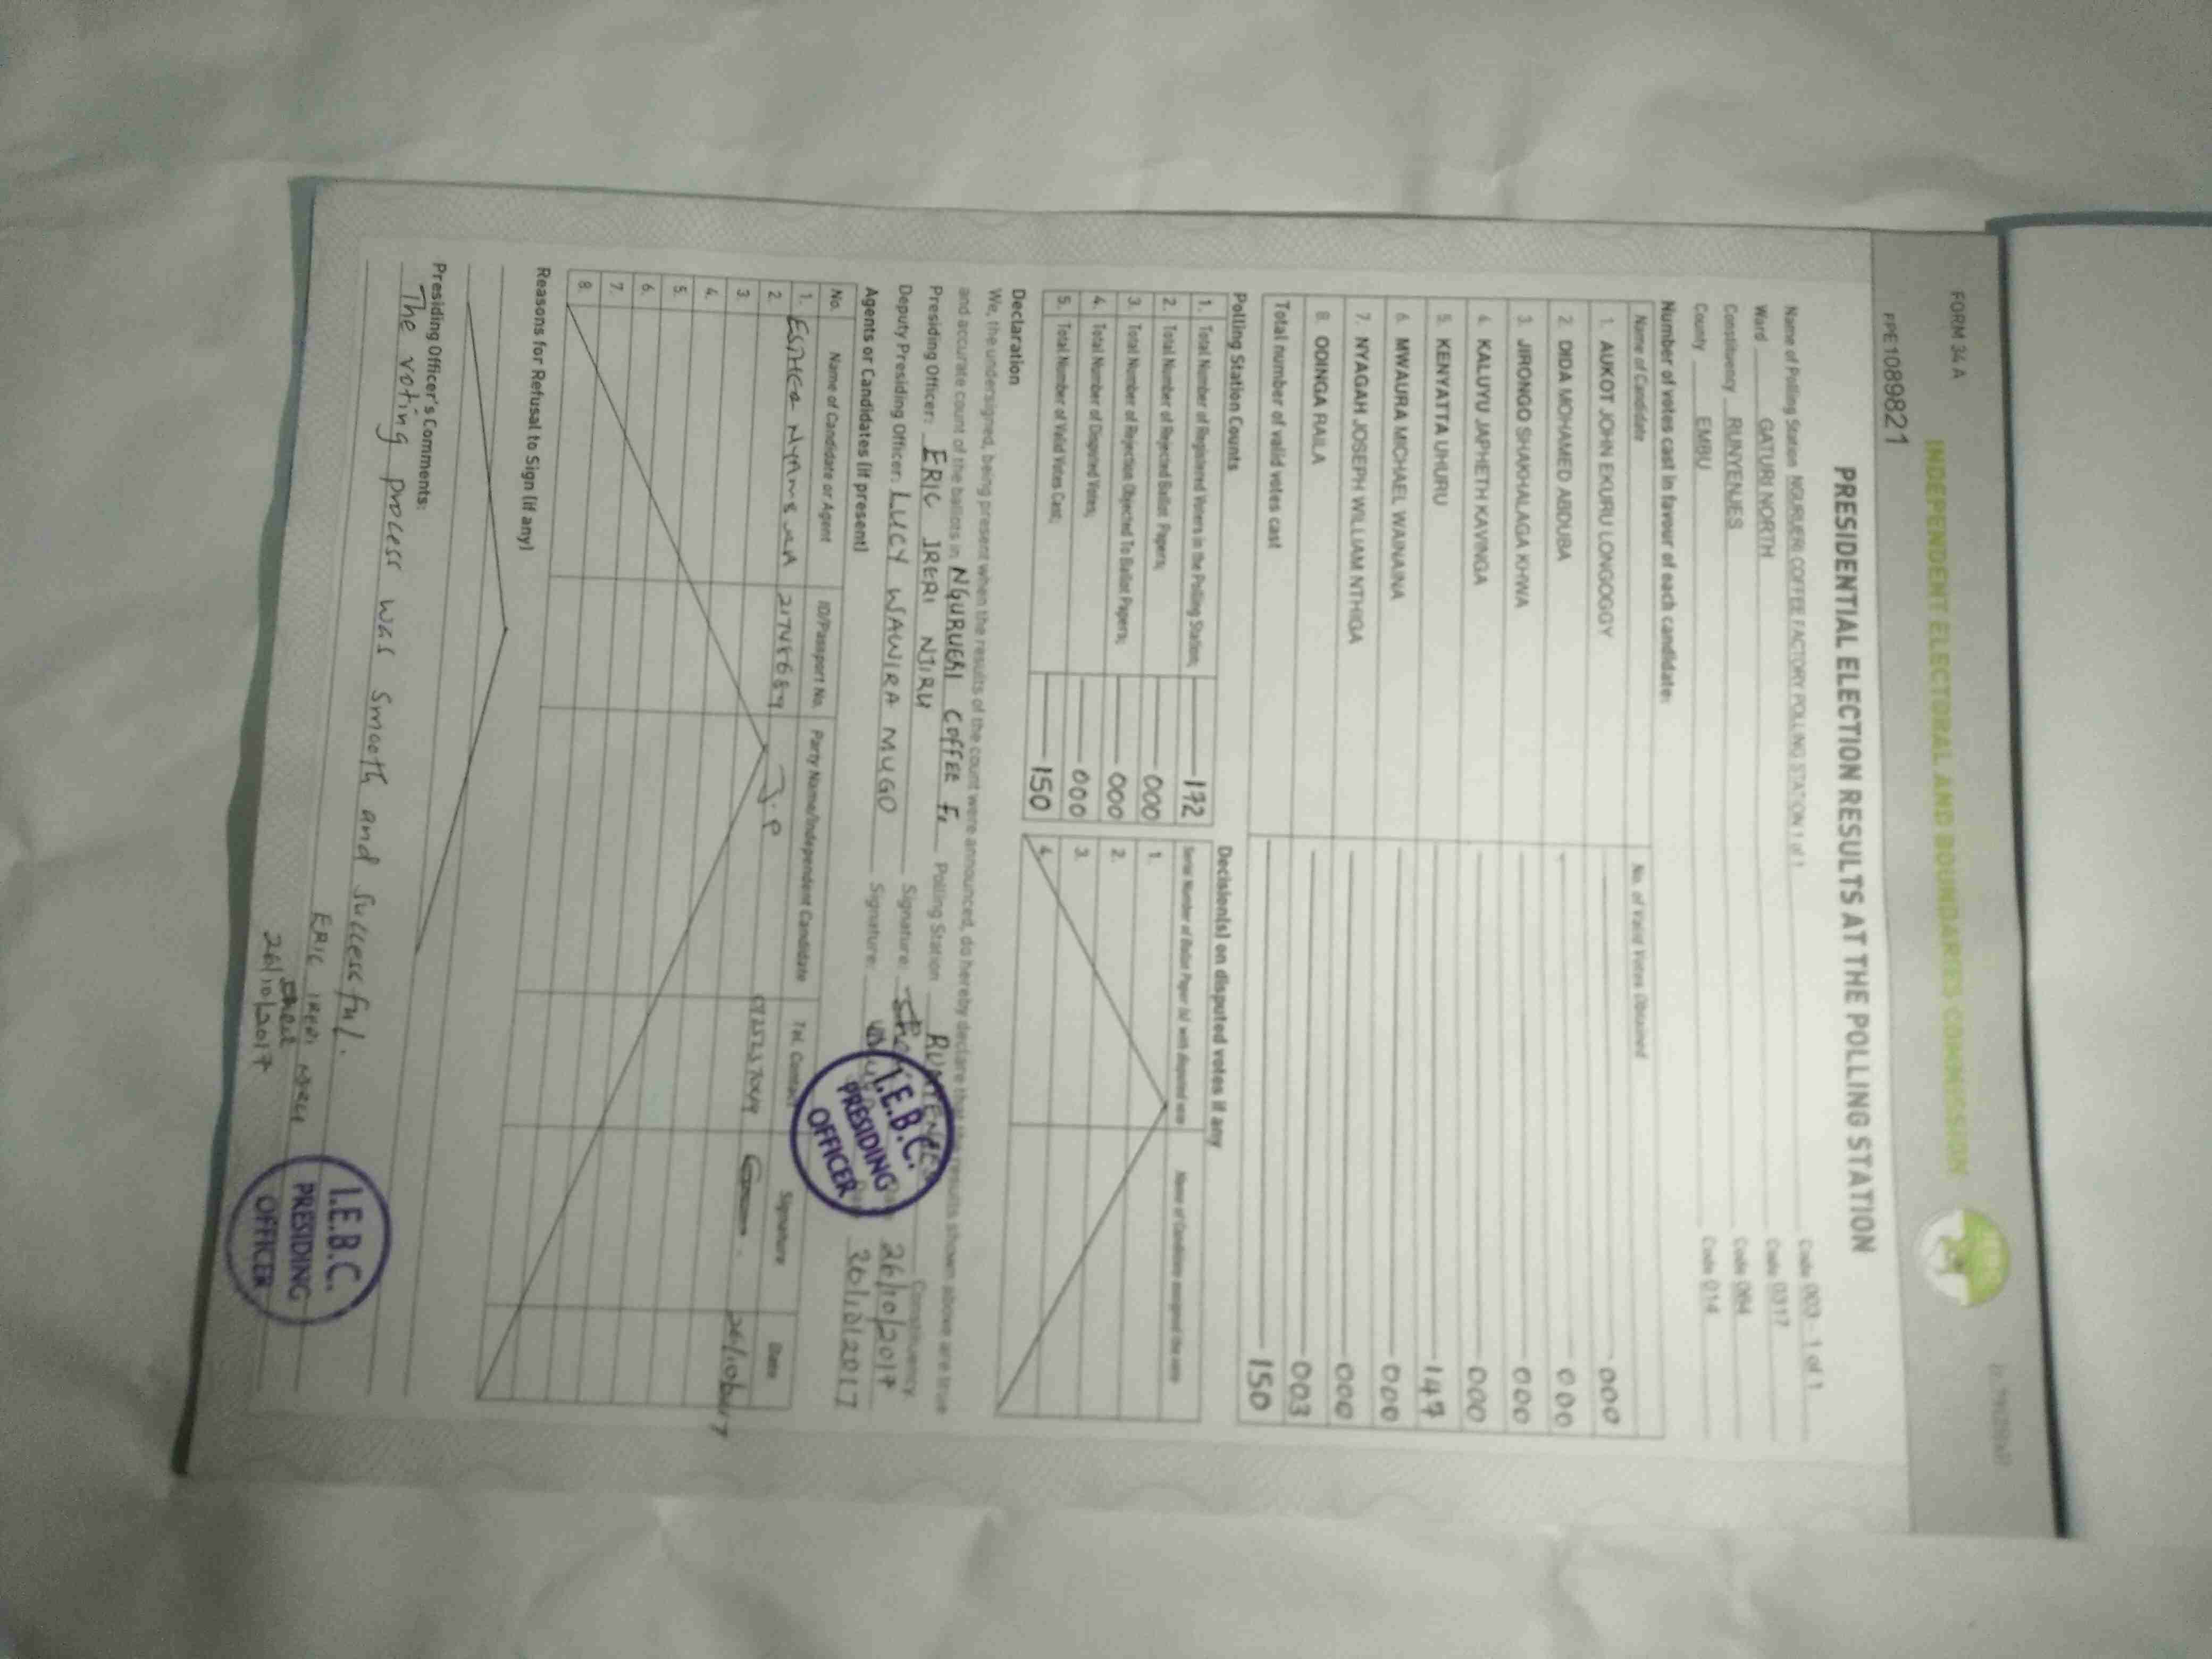 FORM 34 A
INDEPENDENT ELECTORAL AND BOUNDARIES COMMISSION
PPE1089821
PRESIDENTIAL ELECTION RESULTS AT THE POLLING STATION
Name of Polling Station NGURUERI COFFEE FACTORY POLLING STATION 1 of 1 Code 003 - 1 of 1
Ward GATURI NORTH Code 0317
Constituency RUNYENJES Code 064
County EMBU Code 014
Number of votes cast in favour of each candidate:
Name of Candidate No. of Valid Votes Obtained
1. AUKOT JOHN EKURU LONGOGGY 000
2. DIDA MOHAMED ABDUBA 000
3. JIRONGO SHAKHALAGA KHWA 000
4. KALUYU JAPHETH KAVINGA 000
5. KENYATTA UHURU 147
6. MWAURA MICHAEL WAINAINA 000
7. NYAGAH JOSEPH WILLIAM NTHIGA 000
8. ODINGA RAILA 003
Total number of valid votes cast 150
Polling Station Counts
1. Total Number of Registered Voters in the Polling Station; 172
2. Total Number of Rejected Ballot Papers; 000
3. Total Number of Rejection Objected To Ballot Papers; 000
4. Total Number of Disputed Votes; 000
5. Total Number of Valid Votes Cast; 150
Decision(s) on disputed votes if any
Serial Number of Ballot Paper (s) with disputed vote Name of Candidate assigned the vote
1.
2.
3.
4.
Declaration
We, the undersigned, being present when the results of the count were announced, do hereby declare that the results shown above are true
and accurate count of the ballots in NGURUERI COFFEE F. Polling Station RUNYENJES Constituency
Presiding Officer: ERIC IRERI NJIRU Signature: 26/10/2017
Deputy Presiding Officer: LUCY WAWIRA MUGO Signature: 26/10/2017
I.E.B.C.
PRESIDING
OFFICER
Agents or Candidates (if present)
No. Name of Candidate or Agent ID/Passport No. Party Name/Independent Candidate Tel. Contact Signature Date
1. J.P 26/10/2017
2.
3.
4.
5.
6.
7.
8.
Reasons for Refusal to Sign (if any)
Presiding Officer's Comments:
The voting process was smooth and successful.
ERIC IRERI NJIRU
26/10/2017
I.E.B.C.
PRESIDING
OFFICER